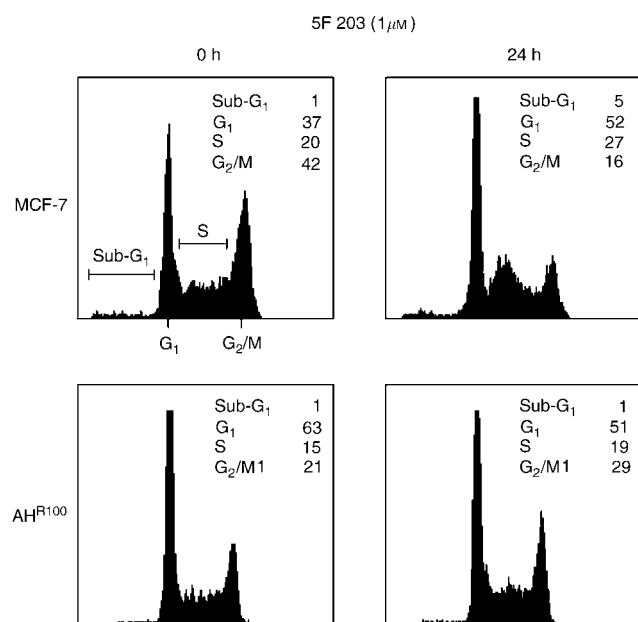 5F 203 (1µM)
0 h
24 h
MCF-7
Sub-G₁ 1
G₁ 37
S 20
G₂/M 42
S
Sub-G₁
G₁
G₂/M
Sub-G₁ 5
G₁ 52
S 27
G₂/M 16
AHᴿ¹⁰⁰
Sub-G₁ 1
G₁ 63
S 15
G₂/M1 21
Sub-G₁ 1
G₁ 51
S 19
G₂/M1 29